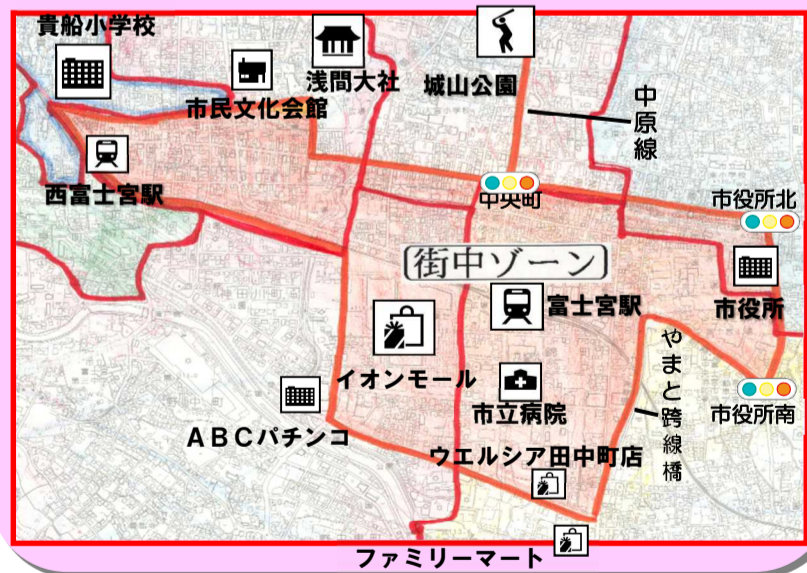 貴船小学校
浅間大社
城山公園
市民文化会館
中原線
西富士宮駅
中央町
市役所北
街中ゾーン
富士宮駅
市役所
イオンモール
市立病院
やまと跨線橋
市役所南
ABCパチンコ
ウエルシア田中町店
ファミリーマート